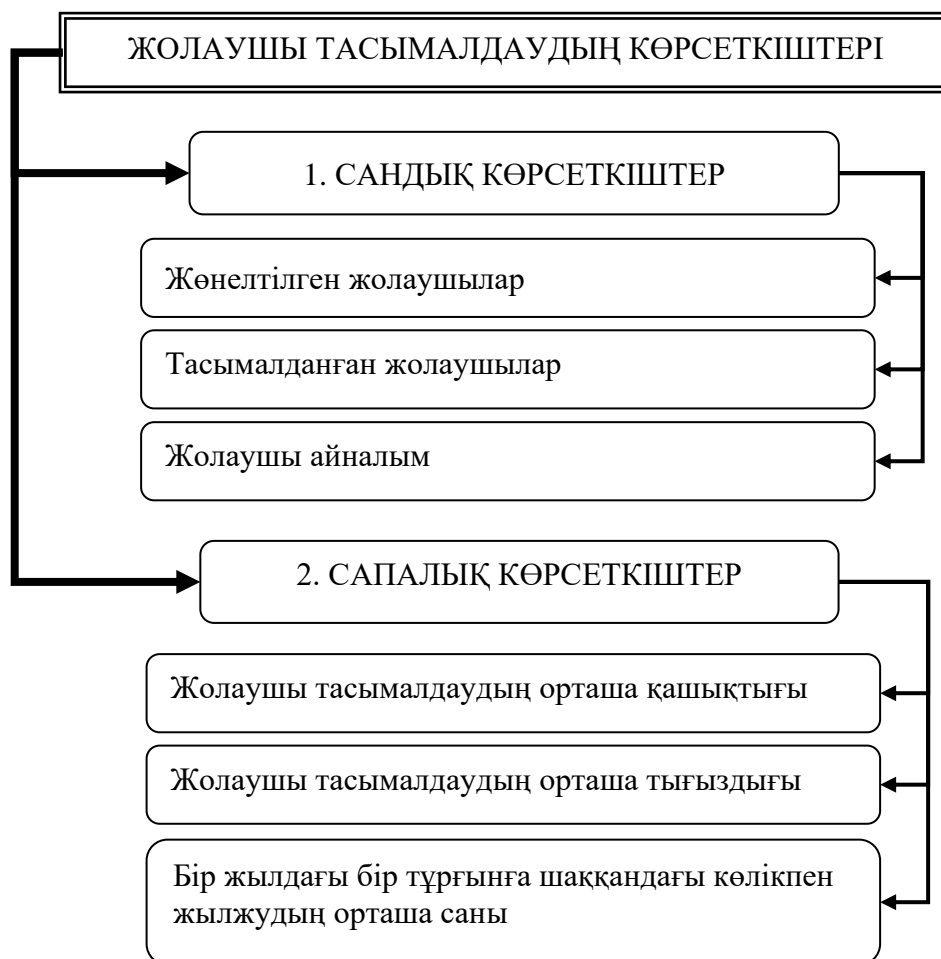 ЖОЛАУШЫ ТАСЫМАЛДАУДЫҢ КӨРСЕТКІШТЕРІ
1. САНДЫҚ КӨРСЕТКІШТЕР
Жөнелтілген жолаушылар
Тасымалданған жолаушылар
Жолаушы айналым
2. САПАЛЫҚ КӨРСЕТКІШТЕР
Жолаушы тасымалдаудың орташа қашықтығы
Жолаушы тасымалдаудың орташа тығыздығы
Бір жылдағы бір тұрғынға шаққандағы көлікпен
жылжудың орташа саны